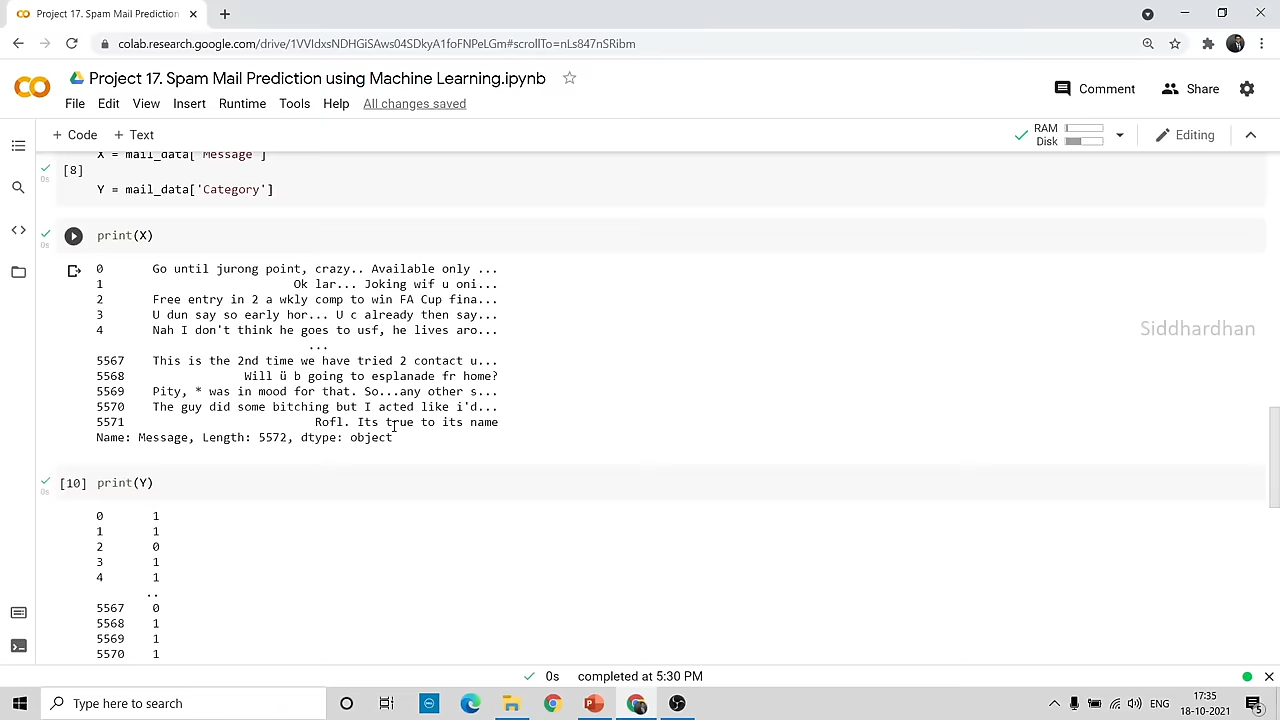 Project 17. Spam Mail Prediction
colab.research.google.com/drive/1VVIdxsNDHGiSAws04SDkyA1foFNPeLGm#scrollTo=nLs847nSRibm
Project 17. Spam Mail Prediction using Machine Learning.ipynb
File Edit View Insert Runtime Tools Help All changes saved
Comment Share
+ Code + Text
RAM
Disk
Editing
X = mail_data['Message']
[8]
0s
Y = mail_data['Category']
print(X)
0s
0 Go until jurong point, crazy.. Available only ...
1 Ok lar... Joking wif u oni...
2 Free entry in 2 a wkly comp to win FA Cup fina...
3 U dun say so early hor... U c already then say...
4 Nah I don't think he goes to usf, he lives aro...
...
5567 This is the 2nd time we have tried 2 contact u...
5568 Will ü b going to esplanade fr home?
5569 Pity, * was in mood for that. So...any other s...
5570 The guy did some bitching but I acted like i'd...
5571 Rofl. Its true to its name
Name: Message, Length: 5572, dtype: object
Siddhardhan
[10] print(Y)
0s
0 1
1 1
2 0
3 1
4 1
..
5567 0
5568 1
5569 1
5570 1
0s completed at 5:30 PM
Type here to search
ENG
17:35
18-10-2021
5